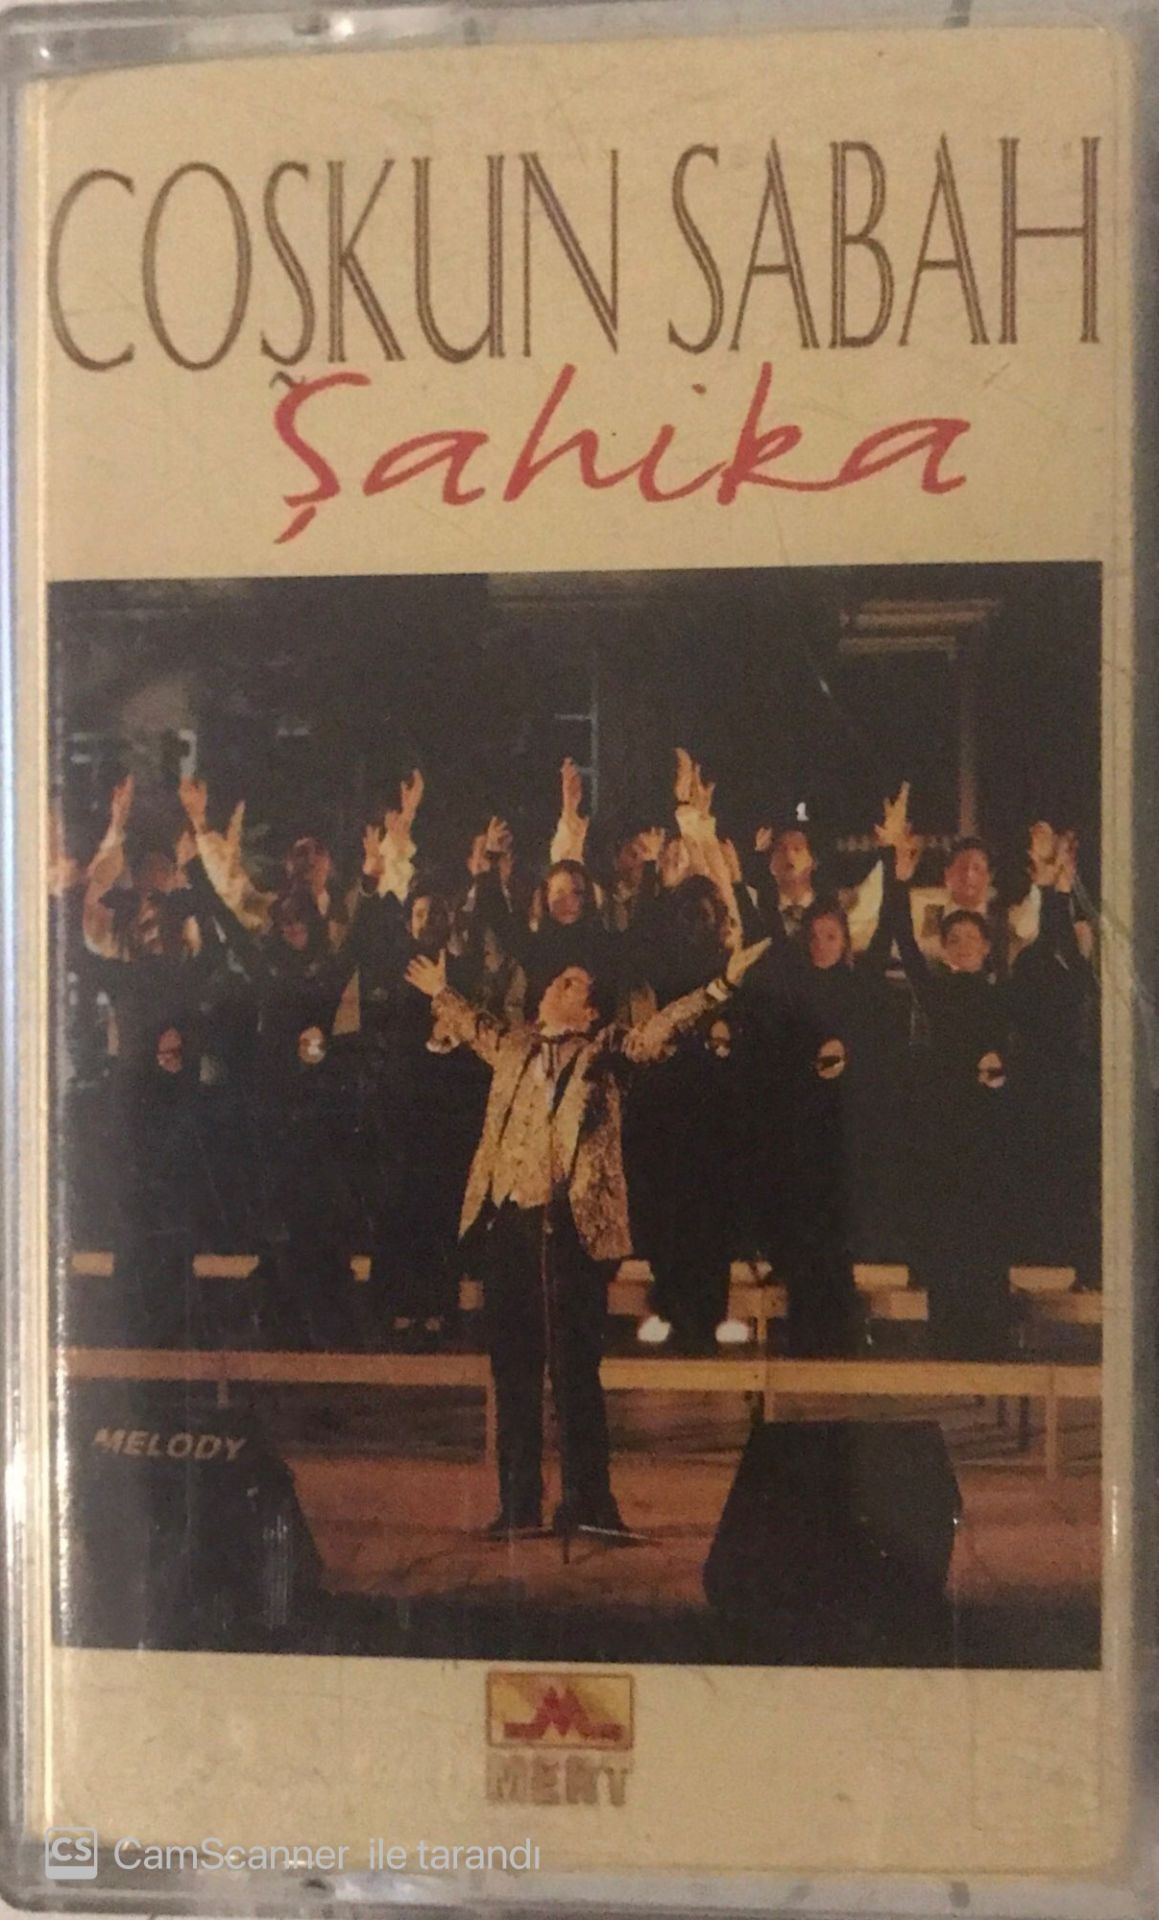 COŞKUN SABAH
Şahika
MELODY
MERT
CS CamScanner ile tarandı